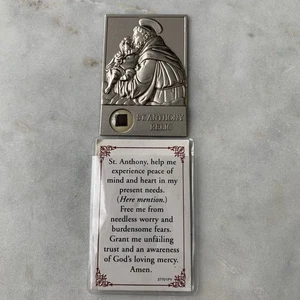 ST. ANTHONY
RELIC
St. Anthony, help me
experience peace of
mind and heart in my
present needs.
(Here mention.)
Free me from
needless worry and
burdensome fears.
Grant me unfailing
trust and an awareness
of God's loving mercy.
Amen.